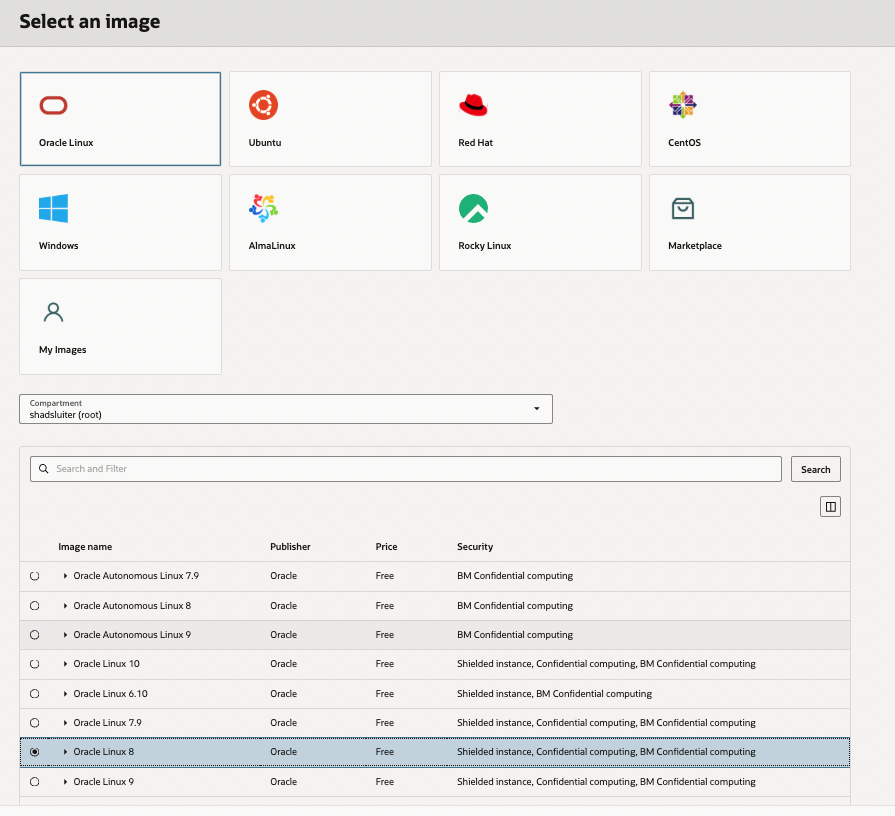 Select an image
Oracle Linux
Ubuntu
Red Hat
CentOS
Windows
AlmaLinux
Rocky Linux
Marketplace
My Images
Compartment
shadsluiter (root)
Search and Filter
Search
Image name Publisher Price Security
Oracle Autonomous Linux 7.9 Oracle Free BM Confidential computing
Oracle Autonomous Linux 8 Oracle Free BM Confidential computing
Oracle Autonomous Linux 9 Oracle Free BM Confidential computing
Oracle Linux 10 Oracle Free Shielded instance, Confidential computing, BM Confidential computing
Oracle Linux 6.10 Oracle Free Shielded instance, BM Confidential computing
Oracle Linux 7.9 Oracle Free Shielded instance, Confidential computing, BM Confidential computing
Oracle Linux 8 Oracle Free Shielded instance, Confidential computing, BM Confidential computing
Oracle Linux 9 Oracle Free Shielded instance, Confidential computing, BM Confidential computing